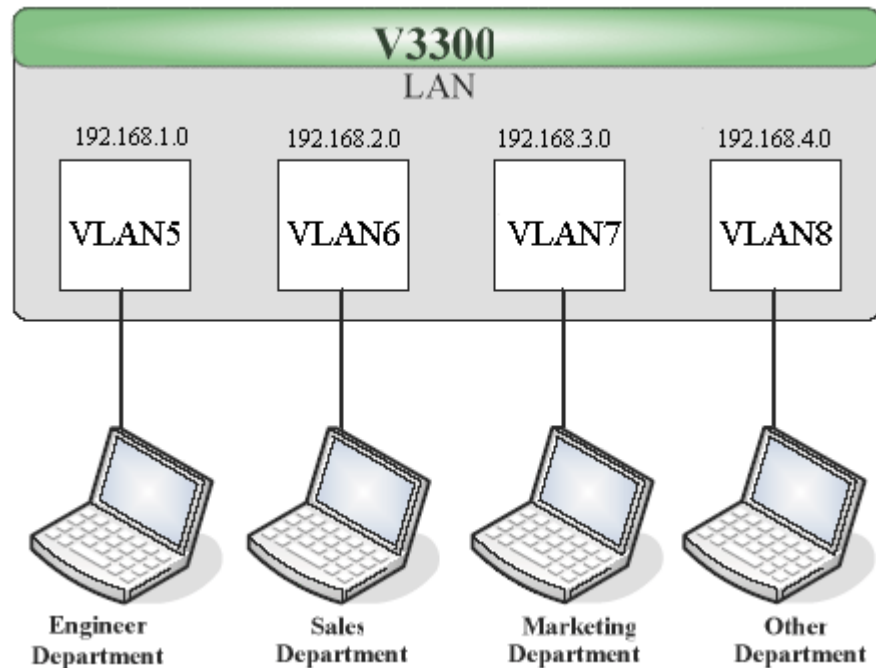 V3300
LAN
192.168.1.0
192.168.2.0
192.168.3.0
192.168.4.0
VLAN5
VLAN6
VLAN7
VLAN8
Engineer
Department
Sales
Department
Marketing
Department
Other
Department